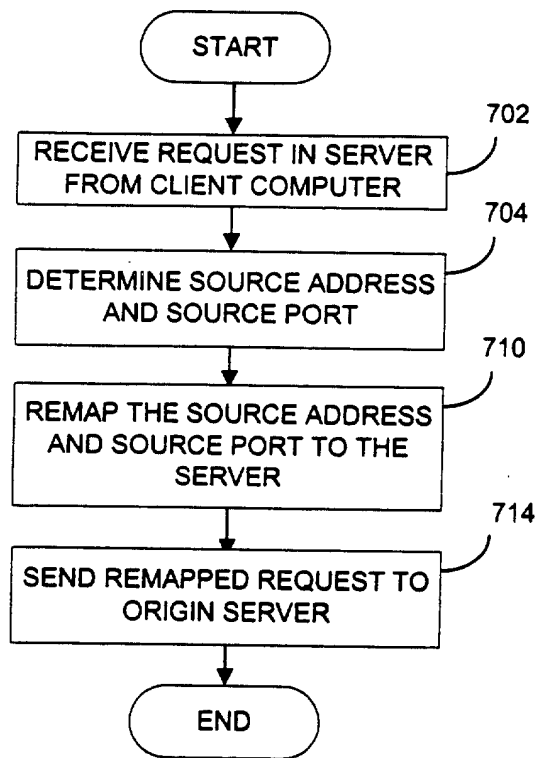 START
702
RECEIVE REQUEST IN SERVER
FROM CLIENT COMPUTER
704
DETERMINE SOURCE ADDRESS
AND SOURCE PORT
710
REMAP THE SOURCE ADDRESS
AND SOURCE PORT TO THE
SERVER
714
SEND REMAPPED REQUEST TO
ORIGIN SERVER
END